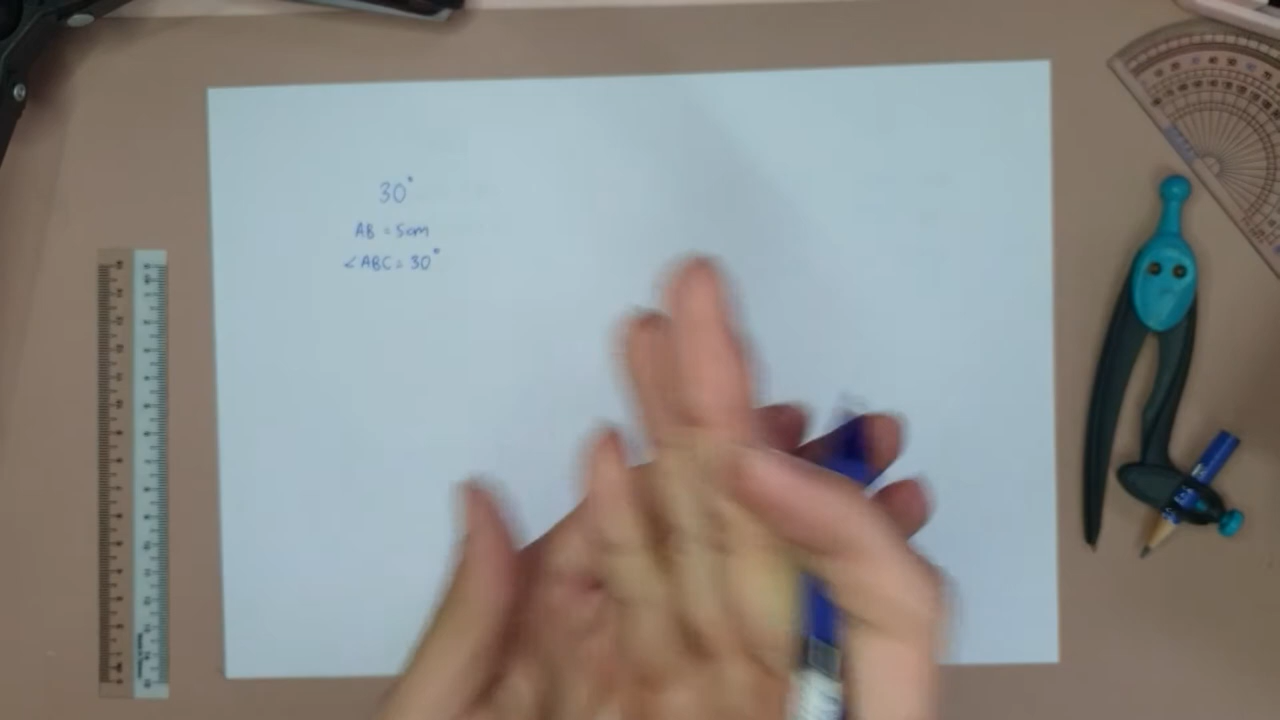 30°
AB = 5cm
∠ABC = 30°